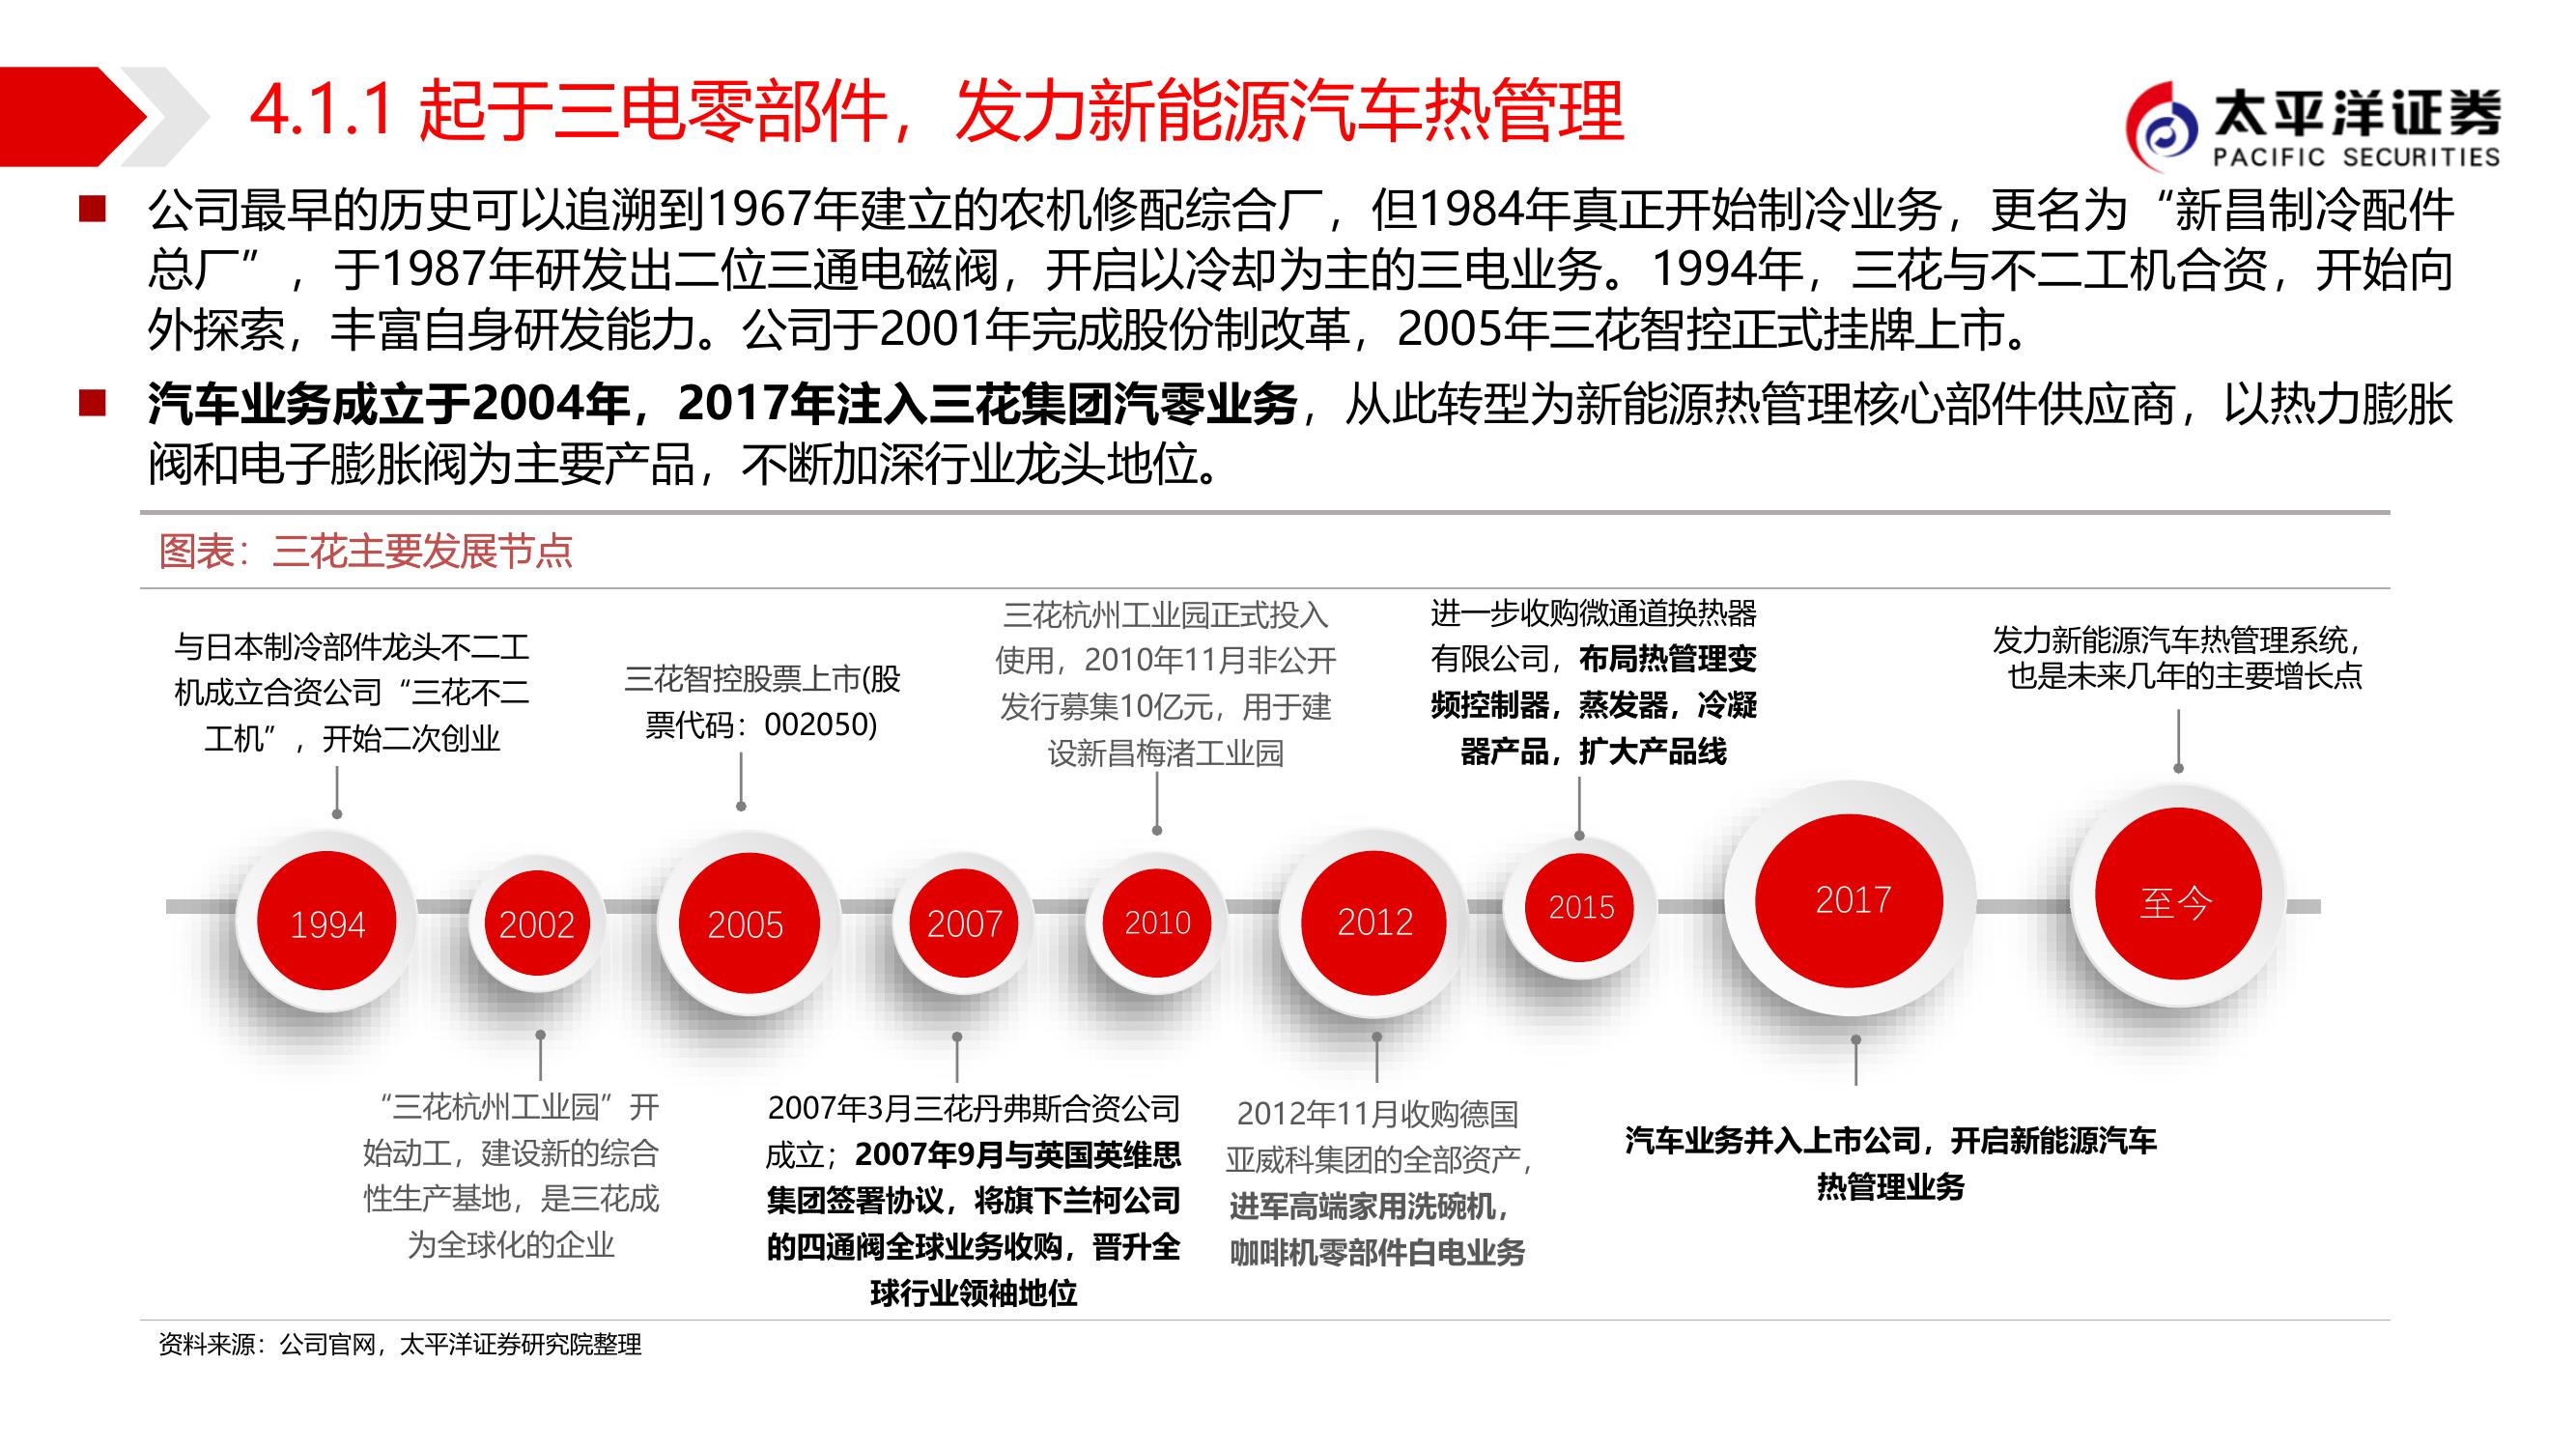 4.1.1 起于三电零部件，发力新能源汽车热管理
太平洋证券
PACIFIC SECURITIES
公司最早的历史可以追溯到1967年建立的农机修配综合厂，但1984年真正开始制冷业务，更名为“新昌制冷配件
总厂”，于1987年研发出二位三通电磁阀，开启以冷却为主的三电业务。1994年，三花与不二工机合资，开始向
外探索，丰富自身研发能力。公司于2001年完成股份制改革，2005年三花智控正式挂牌上市。
汽车业务成立于2004年，2017年注入三花集团汽零业务，从此转型为新能源热管理核心部件供应商，以热力膨胀
阀和电子膨胀阀为主要产品，不断加深行业龙头地位。
图表：三花主要发展节点
与日本制冷部件龙头不二工
机成立合资公司“三花不二
工机”，开始二次创业
三花智控股票上市(股
票代码：002050)
三花杭州工业园正式投入
使用，2010年11月非公开
发行募集10亿元，用于建
设新昌梅渚工业园
进一步收购微通道换热器
有限公司，布局热管理变
频控制器，蒸发器，冷凝
器产品，扩大产品线
发力新能源汽车热管理系统，
也是未来几年的主要增长点
1994
2002
2005
2007
2010
2012
2015
2017
至今
“三花杭州工业园”开
始动工，建设新的综合
性生产基地，是三花成
为全球化的企业
2007年3月三花丹弗斯合资公司
成立；2007年9月与英国英维思
集团签署协议，将旗下兰柯公司
的四通阀全球业务收购，晋升全
球行业领袖地位
2012年11月收购德国
亚威科集团的全部资产，
进军高端家用洗碗机，
咖啡机零部件白电业务
汽车业务并入上市公司，开启新能源汽车
热管理业务
资料来源：公司官网，太平洋证券研究院整理